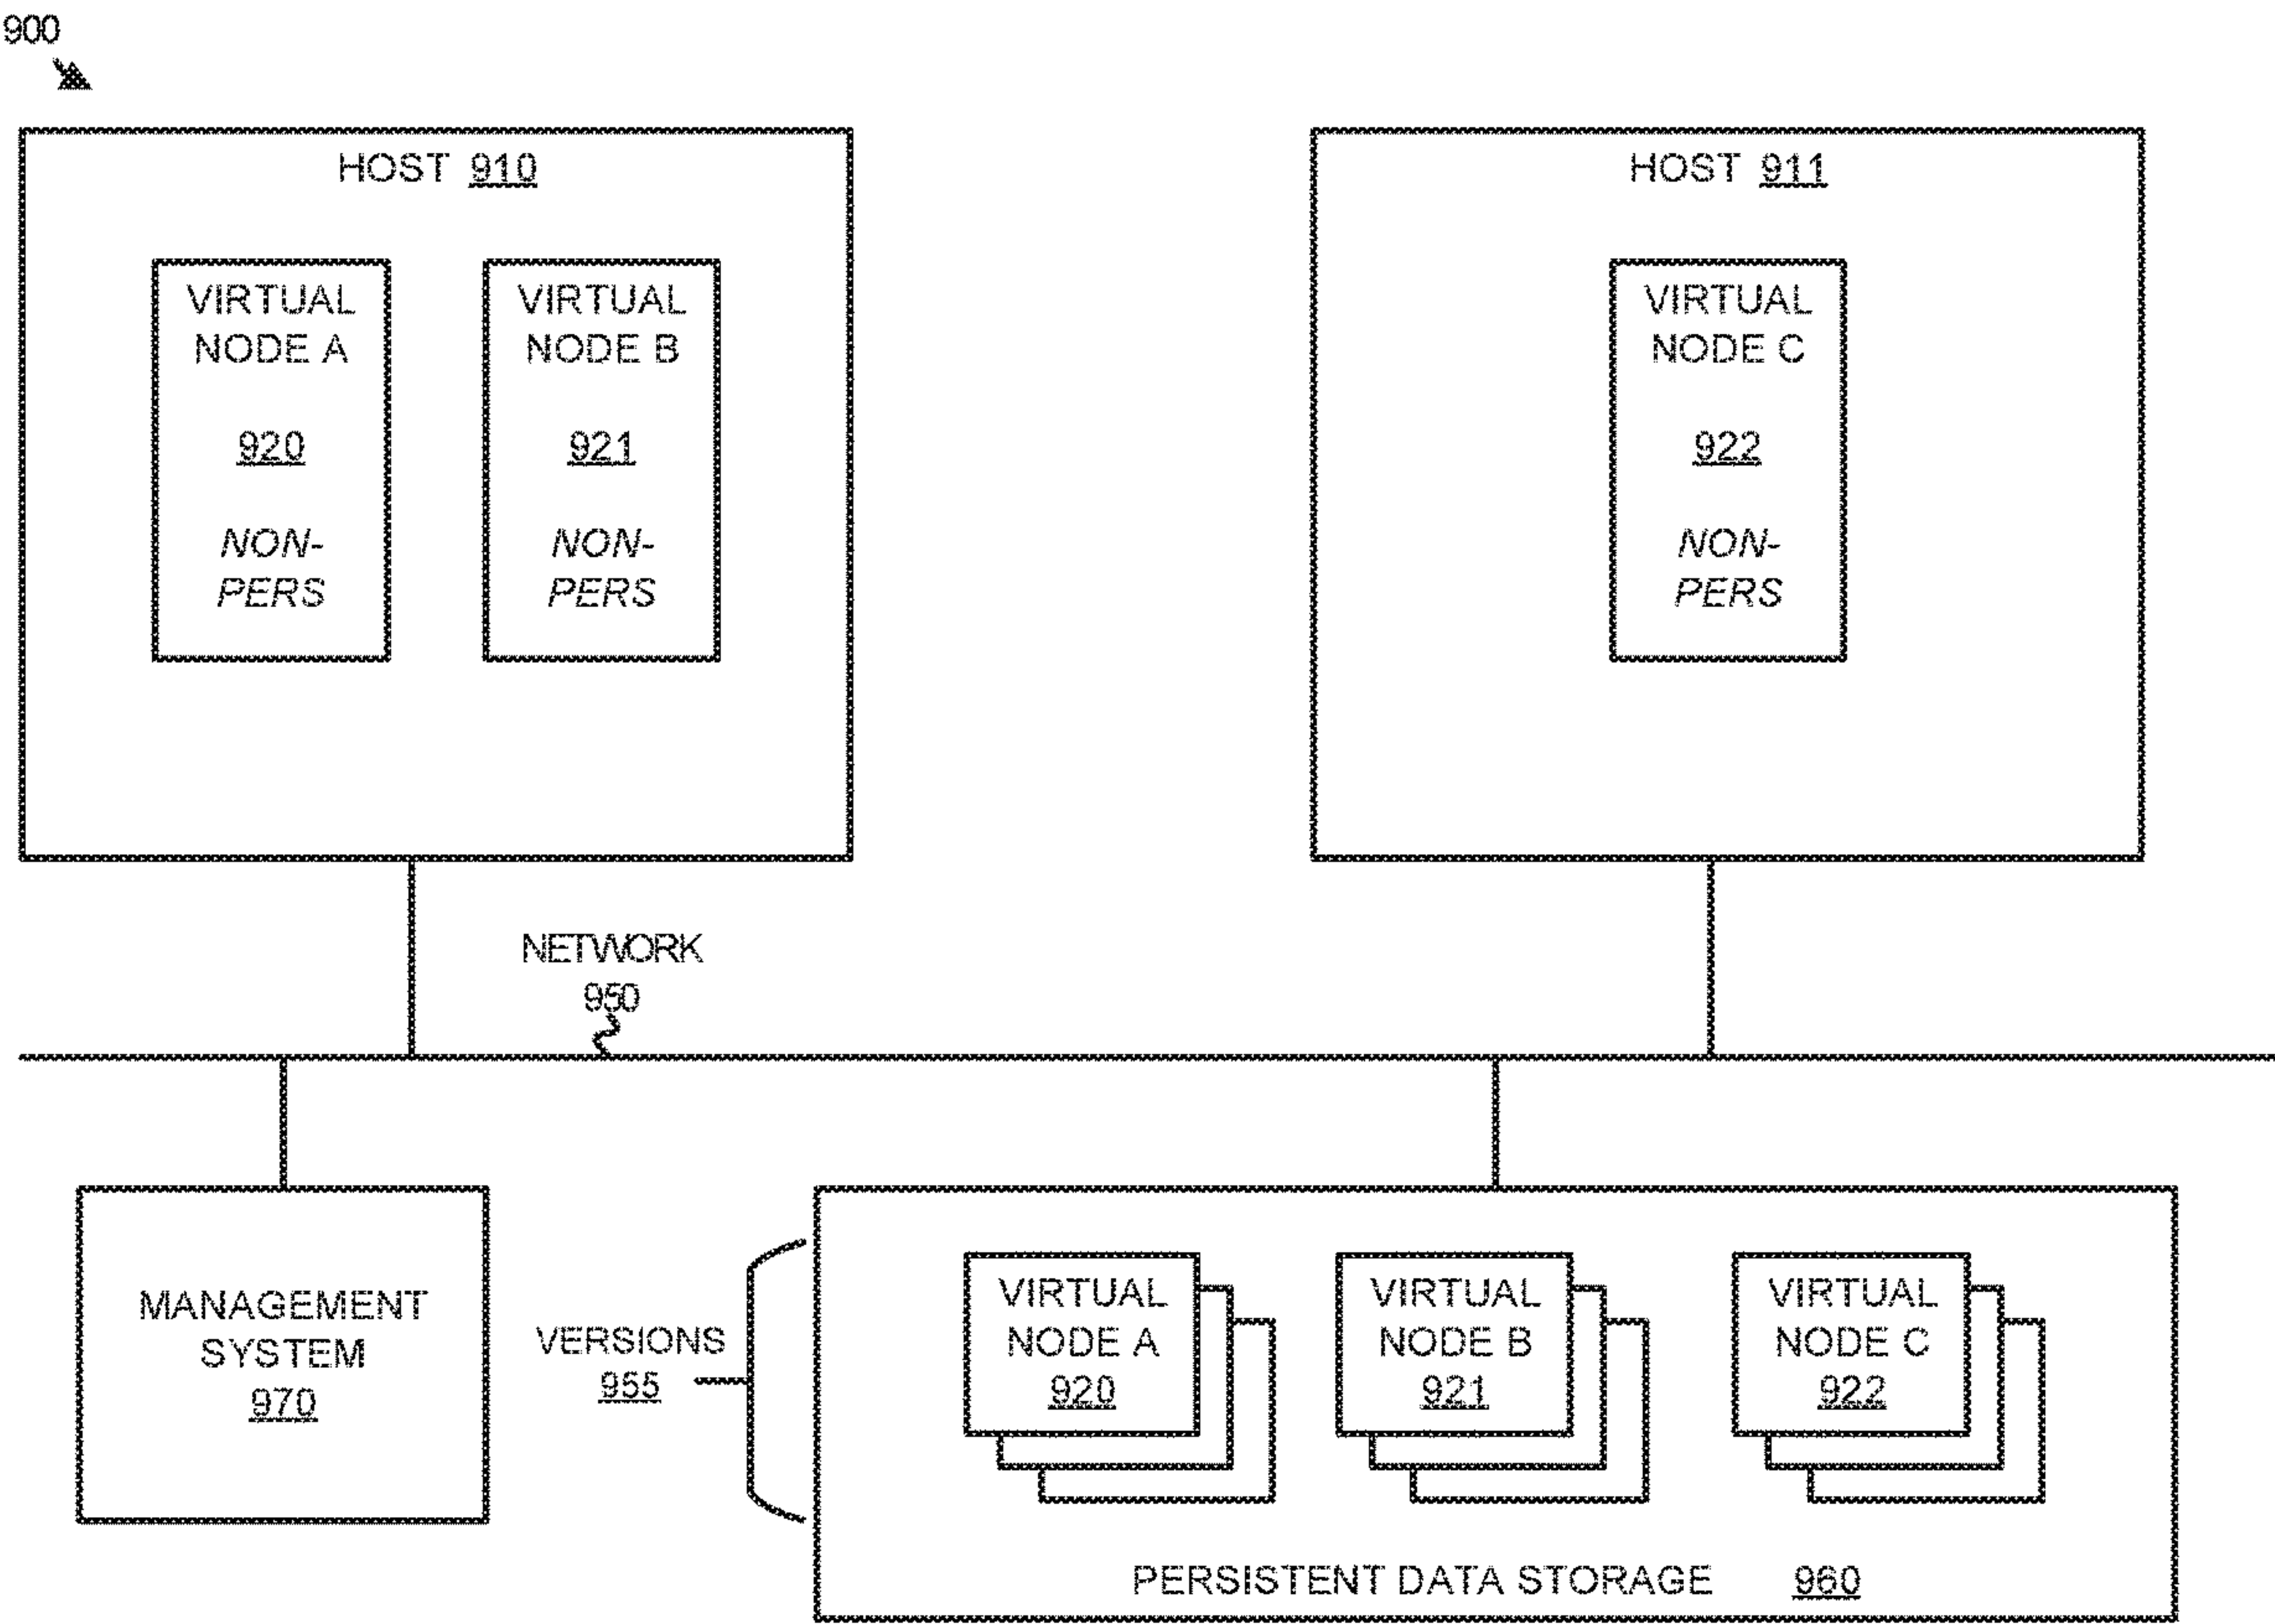 900
HOST 910
VIRTUAL
NODE A
920
NON-
PERS
VIRTUAL
NODE B
921
NON-
PERS
HOST 911
VIRTUAL
NODE C
922
NON-
PERS
NETWORK
950
MANAGEMENT
SYSTEM
970
VERSIONS
955
VIRTUAL
NODE A
920
VIRTUAL
NODE B
921
VIRTUAL
NODE C
922
PERSISTENT DATA STORAGE 960